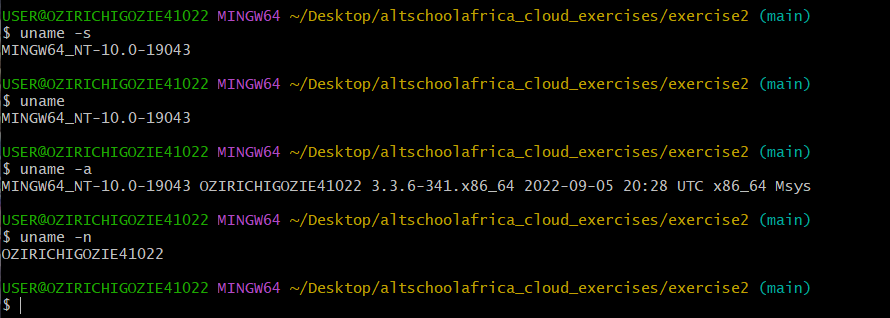 USER@OZIRICHIGOZIE41022 MINGW64 ~/Desktop/altschoolafrica_cloud_exercises/exercise2 (main)
$ uname -s
MINGW64_NT-10.0-19043
USER@OZIRICHIGOZIE41022 MINGW64 ~/Desktop/altschoolafrica_cloud_exercises/exercise2 (main)
$ uname
MINGW64_NT-10.0-19043
USER@OZIRICHIGOZIE41022 MINGW64 ~/Desktop/altschoolafrica_cloud_exercises/exercise2 (main)
$ uname -a
MINGW64_NT-10.0-19043 OZIRICHIGOZIE41022 3.3.6-341.x86_64 2022-09-05 20:28 UTC x86_64 Msys
USER@OZIRICHIGOZIE41022 MINGW64 ~/Desktop/altschoolafrica_cloud_exercises/exercise2 (main)
$ uname -n
OZIRICHIGOZIE41022
USER@OZIRICHIGOZIE41022 MINGW64 ~/Desktop/altschoolafrica_cloud_exercises/exercise2 (main)
$